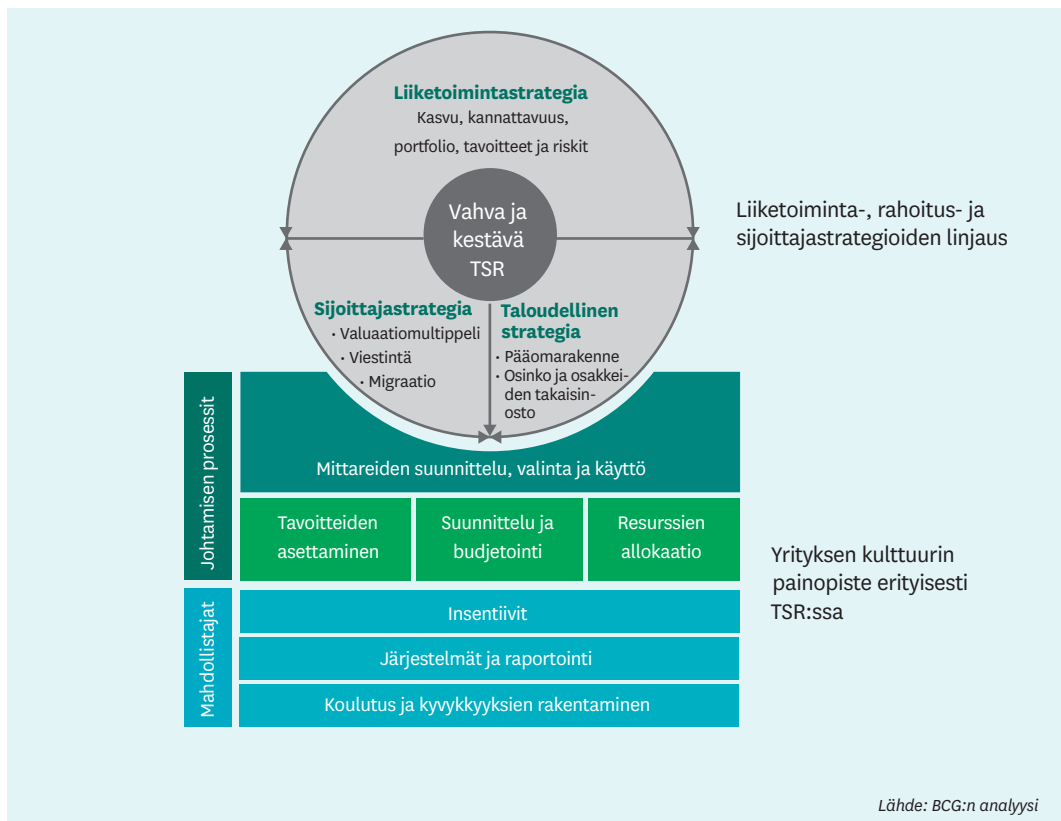 Liiketoimintastrategia
Kasvu, kannattavuus,
portfolio, tavoitteet ja riskit
Vahva ja
kestävä
TSR
Liiketoiminta-, rahoitus- ja
sijoittajastrategioiden linjaus
Sijoittajastrategia
· Valuaatiomultippeli
· Viestintä
· Migraatio
Taloudellinen
strategia
· Pääomarakenne
· Osinko ja osakkei-
den takaisin-
osto
Johtamisen prosessit
Mittareiden suunnittelu, valinta ja käyttö
Tavoitteiden
asettaminen
Suunnittelu ja
budjetointi
Resurssien
allokaatio
Yrityksen kulttuurin
painopiste erityisesti
TSR:ssa
Mahdollistajat
Insentiivit
Järjestelmät ja raportointi
Koulutus ja kyvykkyyksien rakentaminen
Lähde: BCG:n analyysi